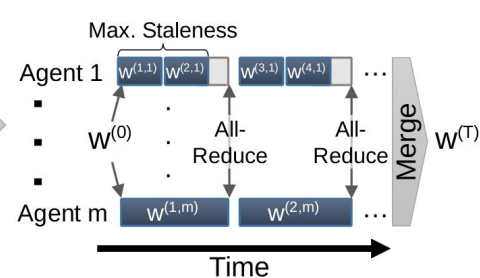 Max. Staleness
Agent 1 w(1,1) w(2,1) w(3,1) w(4,1) ...
w(0) All-Reduce All-Reduce Merge w(T)
Agent m w(1,m) w(2,m) ...
Time